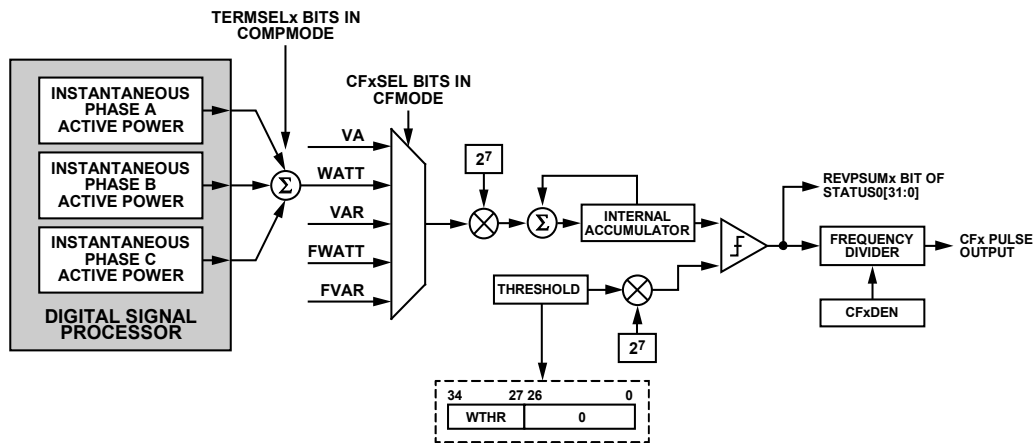 TERMSELx BITS IN
COMPMODE
INSTANTANEOUS
PHASE A
ACTIVE POWER
INSTANTANEOUS
PHASE B
ACTIVE POWER
INSTANTANEOUS
PHASE C
ACTIVE POWER
DIGITAL SIGNAL
PROCESSOR
Σ
CFxSEL BITS IN
CFMODE
VA
WATT
VAR
FWATT
FVAR
2⁷
Σ
INTERNAL
ACCUMULATOR
THRESHOLD
2⁷
REVPSUMx BIT OF
STATUS0[31:0]
FREQUENCY
DIVIDER
CFx PULSE
OUTPUT
CFxDEN
34 27 26 0
WTHR 0